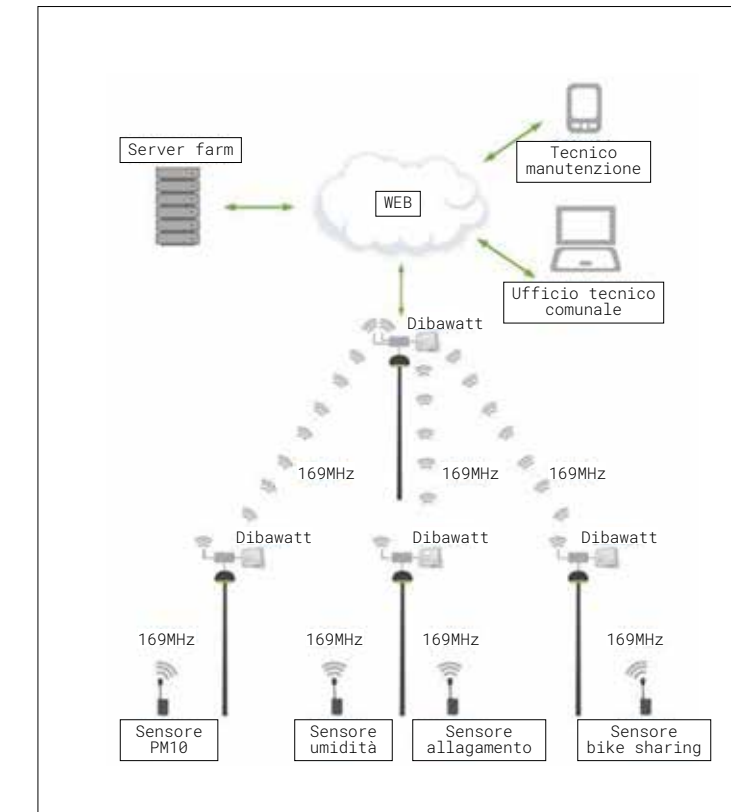 Server farm
Tecnico
manutenzione
WEB
Ufficio tecnico
comunale
Dibawatt
169MHz
169MHz
169MHz
Dibawatt
Dibawatt
Dibawatt
169MHz
169MHz
169MHz
169MHz
Sensore
PM10
Sensore
umidità
Sensore
allagamento
Sensore
bike sharing